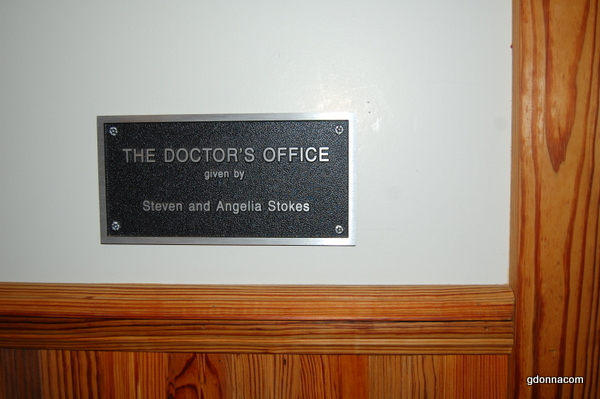 THE DOCTOR'S OFFICE
given by
Steven and Angelia Stokes
gdonnacom